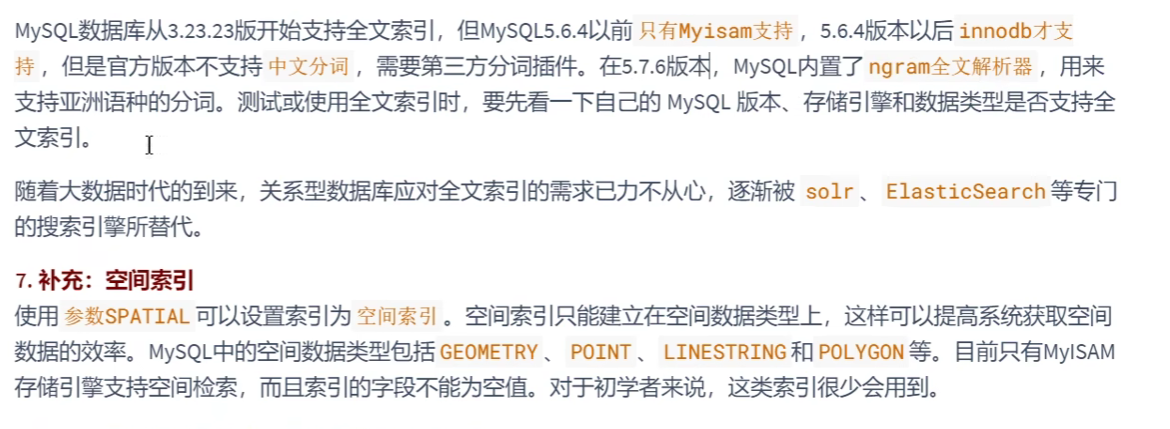 MySQL数据库从3.23.23版开始支持全文索引，但MySQL5.6.4以前 只有Myisam支持 ，5.6.4版本以后 innodb才支
持 ，但是官方版本不支持 中文分词 ，需要第三方分词插件。在5.7.6版本，MySQL内置了 ngram全文解析器 ，用来
支持亚洲语种的分词。测试或使用全文索引时，要先看一下自己的 MySQL 版本、存储引擎和数据类型是否支持全
文索引。
随着大数据时代的到来，关系型数据库应对全文索引的需求已力不从心，逐渐被 solr 、 ElasticSearch 等专门
的搜索引擎所替代。
7. 补充：空间索引
使用 参数SPATIAL 可以设置索引为 空间索引 。空间索引只能建立在空间数据类型上，这样可以提高系统获取空间
数据的效率。MySQL中的空间数据类型包括 GEOMETRY 、 POINT 、 LINESTRING 和 POLYGON 等。目前只有MyISAM
存储引擎支持空间检索，而且索引的字段不能为空值。对于初学者来说，这类索引很少会用到。